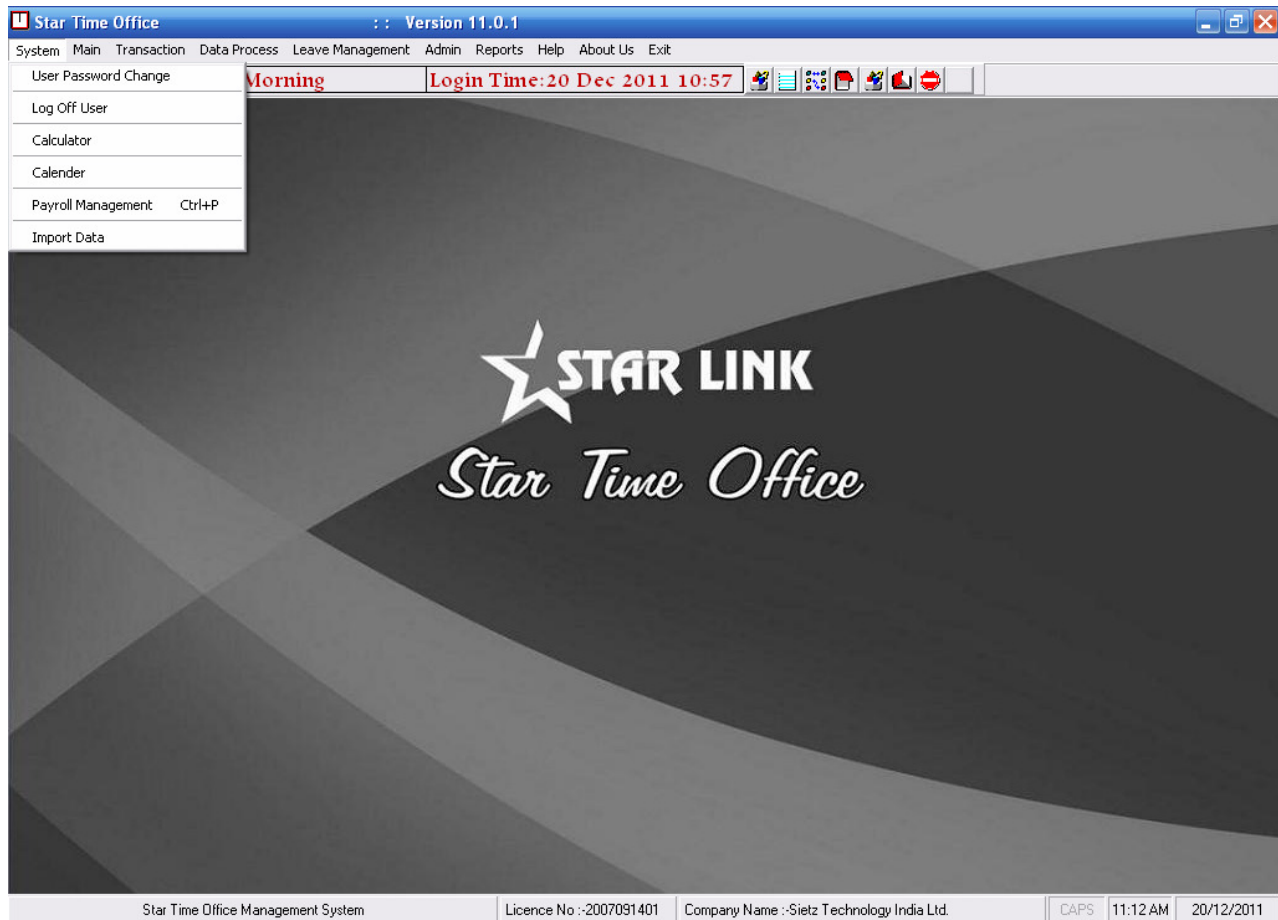 Star Time Office : : Version 11.0.1
System Main Transaction Data Process Leave Management Admin Reports Help About Us Exit
Morning Login Time:20 Dec 2011 10:57
User Password Change
Log Off User
Calculator
Calender
Payroll Management Ctrl+P
Import Data
STAR LINK
Star Time Office
Star Time Office Management System Licence No :-2007091401 Company Name :-Sietz Technology India Ltd. CAPS 11:12 AM 20/12/2011